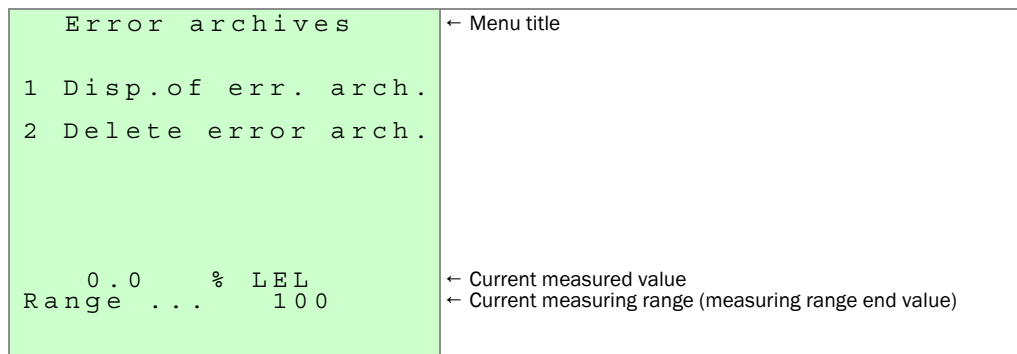 Error archives ← Menu title
1 Disp.of err. arch.
2 Delete error arch.
0.0 % LEL ← Current measured value
Range ... 100 ← Current measuring range (measuring range end value)